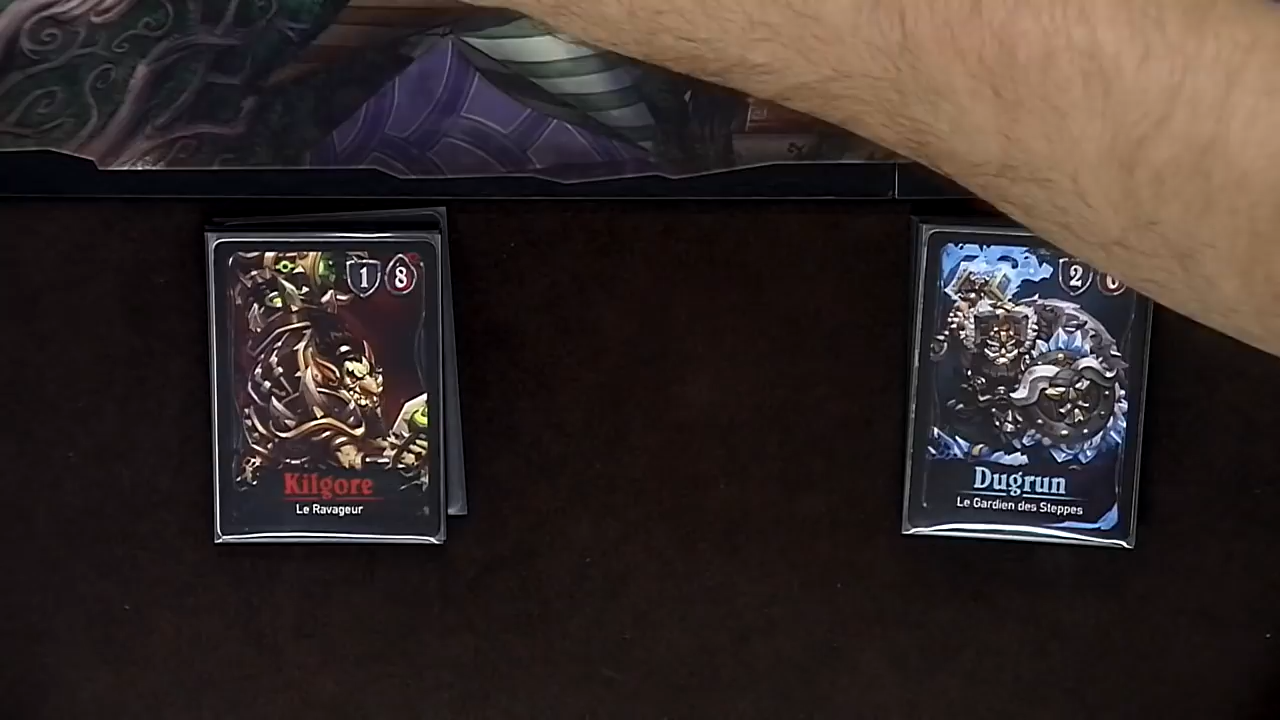 1 8
Kilgore
Le Ravageur
2
Dugrun
Le Gardien des Steppes